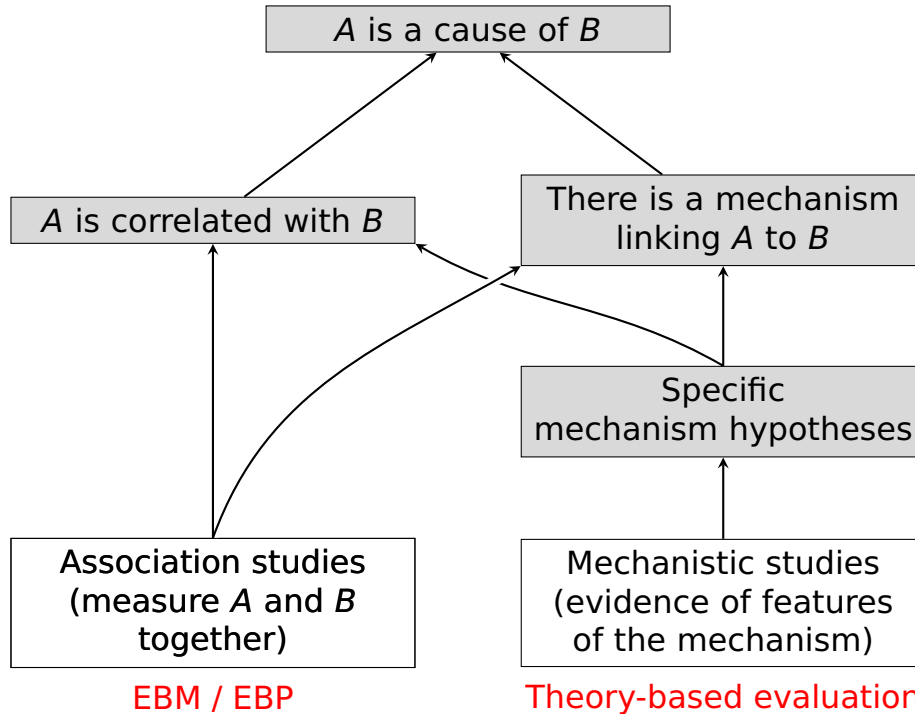 A is a cause of B
A is correlated with B
There is a mechanism
linking A to B
Specific
mechanism hypotheses
Association studies
(measure A and B
together)
Mechanistic studies
(evidence of features
of the mechanism)
EBM / EBP
Theory-based evaluation